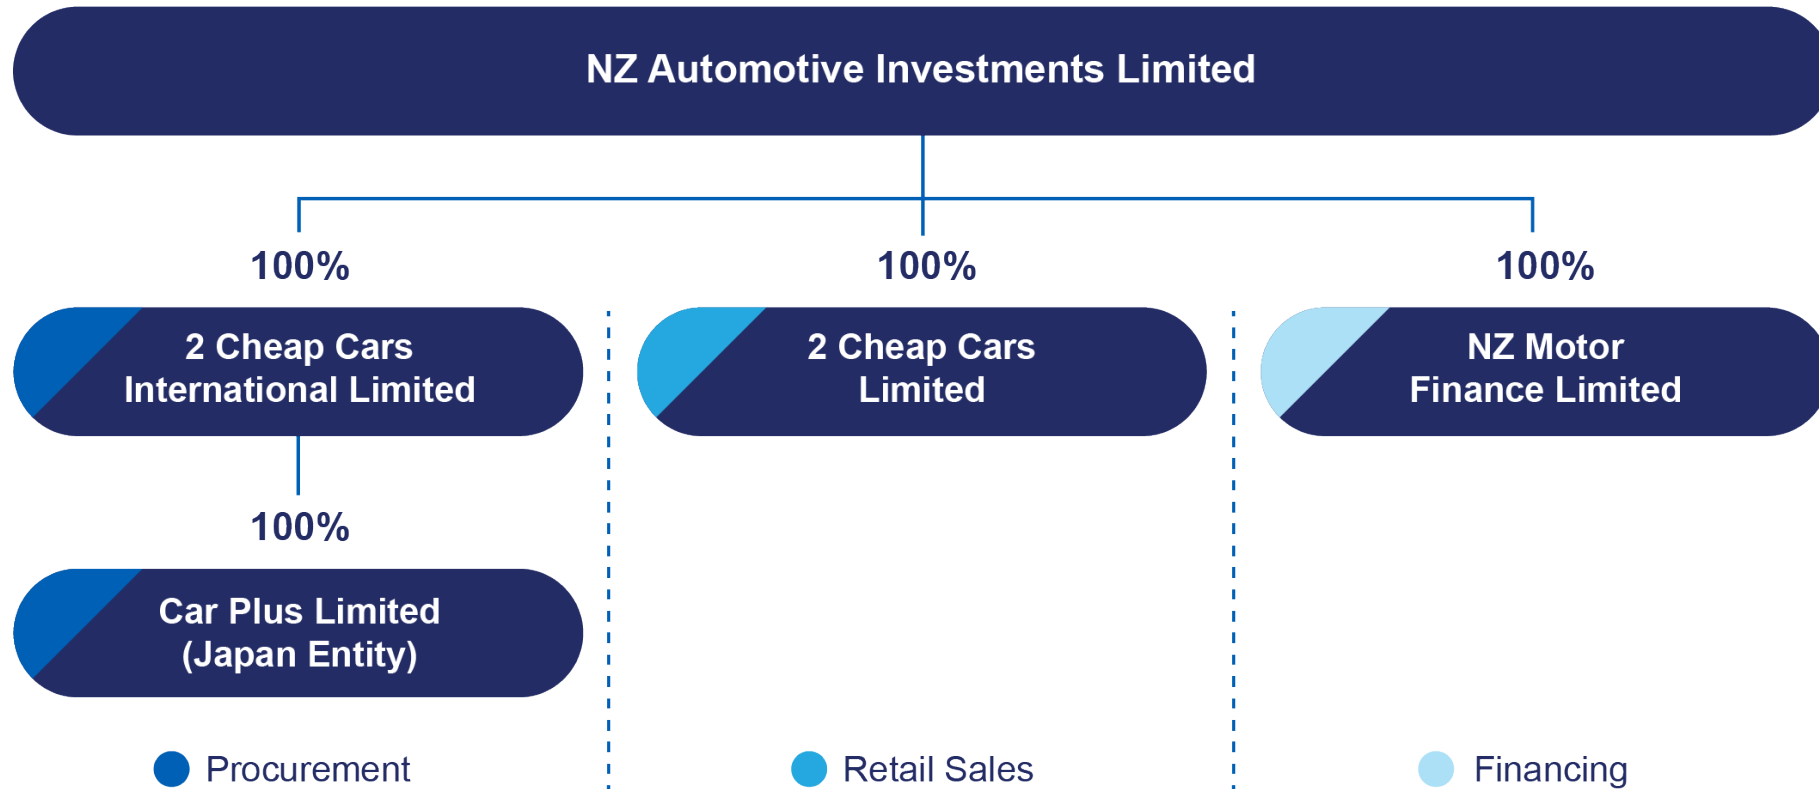 NZ Automotive Investments Limited
100%
100%
100%
2 Cheap Cars
International Limited
2 Cheap Cars
Limited
NZ Motor
Finance Limited
100%
Car Plus Limited
(Japan Entity)
Procurement
Retail Sales
Financing